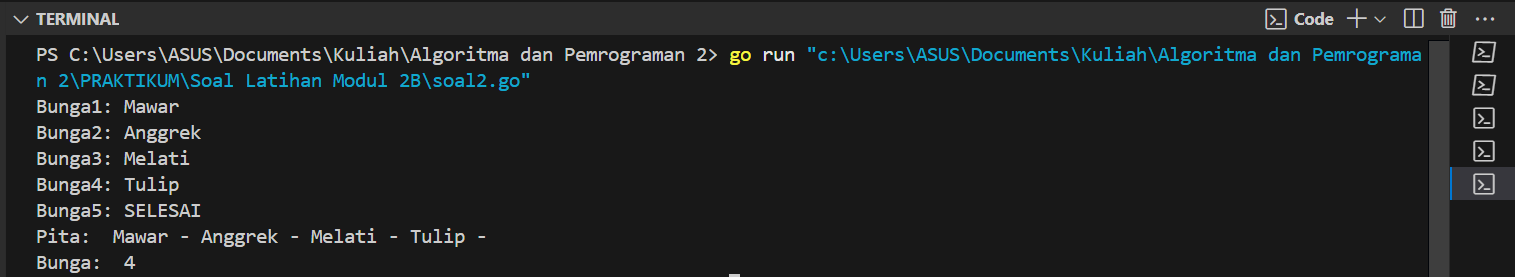 TERMINAL
Code
PS C:\Users\ASUS\Documents\Kuliah\Algoritma dan Pemrograman 2> go run "c:\Users\ASUS\Documents\Kuliah\Algoritma dan Pemrograma
n 2\PRAKTIKUM\Soal Latihan Modul 2B\soal2.go"
Bunga1: Mawar
Bunga2: Anggrek
Bunga3: Melati
Bunga4: Tulip
Bunga5: SELESAI
Pita:  Mawar - Anggrek - Melati - Tulip -
Bunga:  4